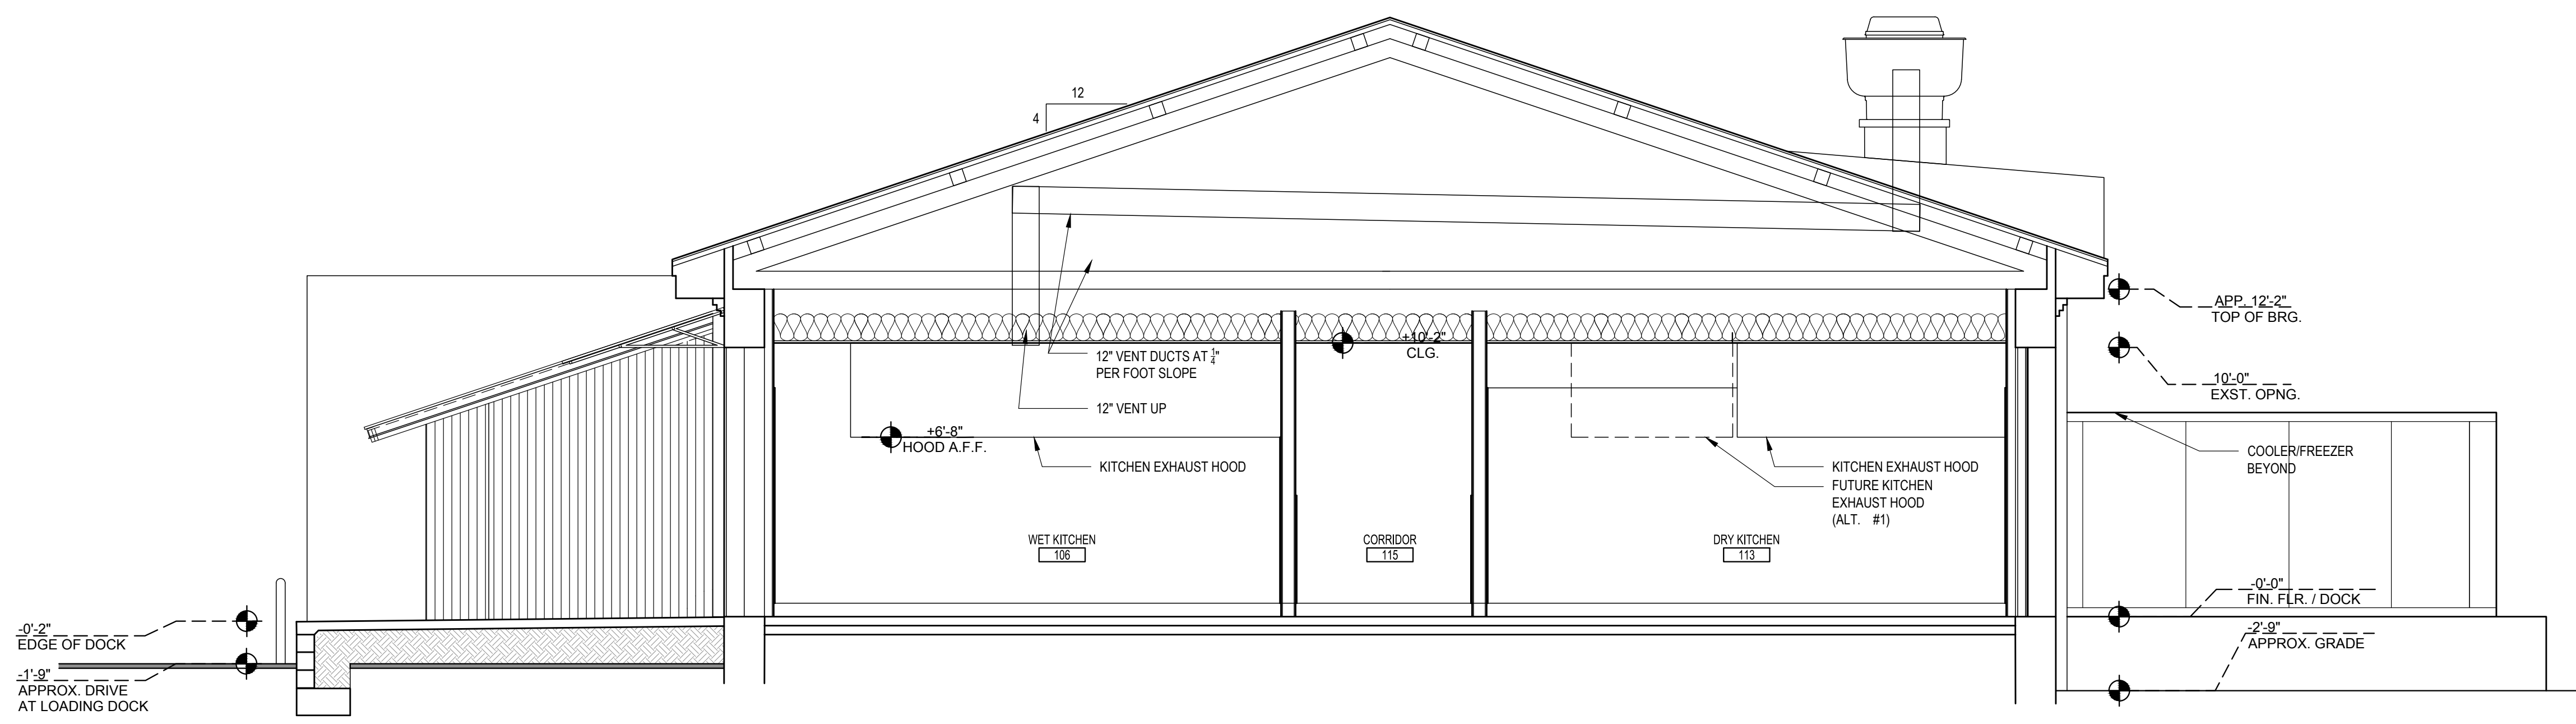 12
4
APP. 12'-2"
TOP OF BRG.
+10'-2"
CLG.
12" VENT DUCTS AT 1/4"
PER FOOT SLOPE
10'-0"
EXST. OPNG.
12" VENT UP
+6'-8"
HOOD A.F.F.
KITCHEN EXHAUST HOOD
KITCHEN EXHAUST HOOD
FUTURE KITCHEN
EXHAUST HOOD
(ALT. #1)
COOLER/FREEZER
BEYOND
WET KITCHEN
106
CORRIDOR
115
DRY KITCHEN
113
-0'-0"
FIN. FLR. / DOCK
-0'-2"
EDGE OF DOCK
-2'-9"
APPROX. GRADE
-1'-9"
APPROX. DRIVE
AT LOADING DOCK